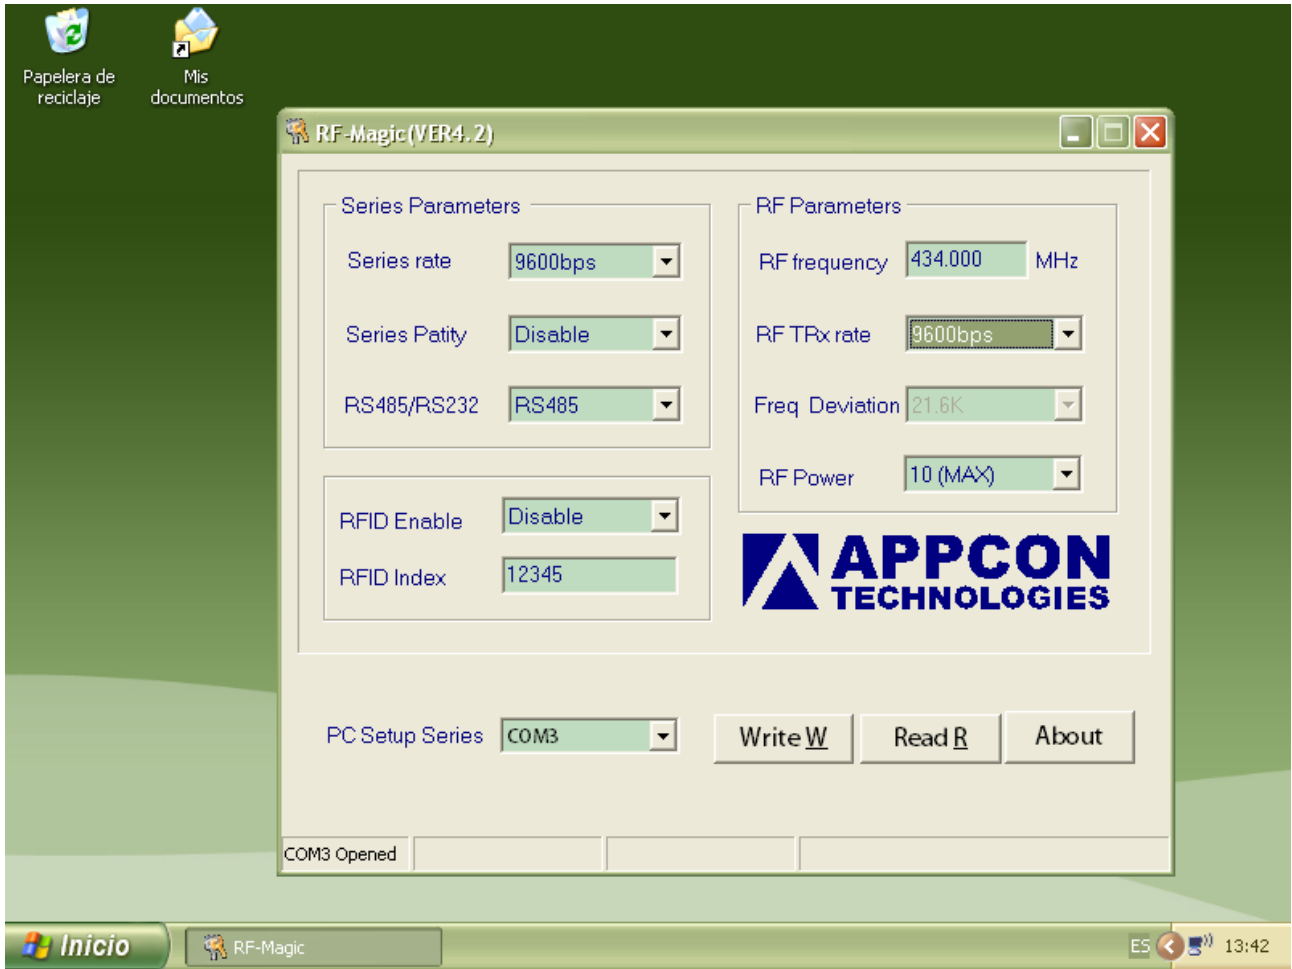 Papelera de
reciclaje
Mis
documentos
RF-Magic(VER4.2)
Series Parameters
Series rate 9600bps
Series Patity Disable
RS485/RS232 RS485
RFID Enable Disable
RFID Index 12345
RF Parameters
RF frequency 434.000 MHz
RF TRx rate 9600bps
Freq Deviation 21.6K
RF Power 10 (MAX)
APPCON
TECHNOLOGIES
PC Setup Series COM3 Write W Read R About
COM3 Opened
Inicio RF-Magic ES 13:42